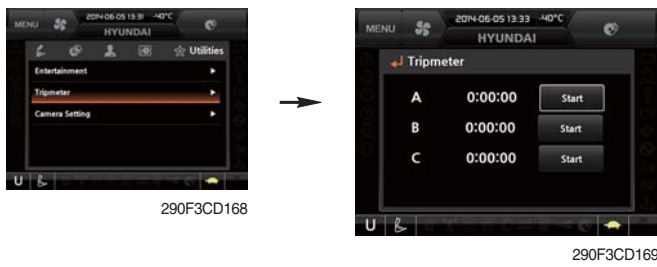 MENU
2014-06-05 13:31 -40°C
HYUNDAI
Utilities
Entertainment
Tripmeter
Camera Setting
U
290F3CD168
MENU
2014-06-05 13:33 -40°C
HYUNDAI
Tripmeter
A 0:00:00 Start
B 0:00:00 Start
C 0:00:00 Start
U
290F3CD169